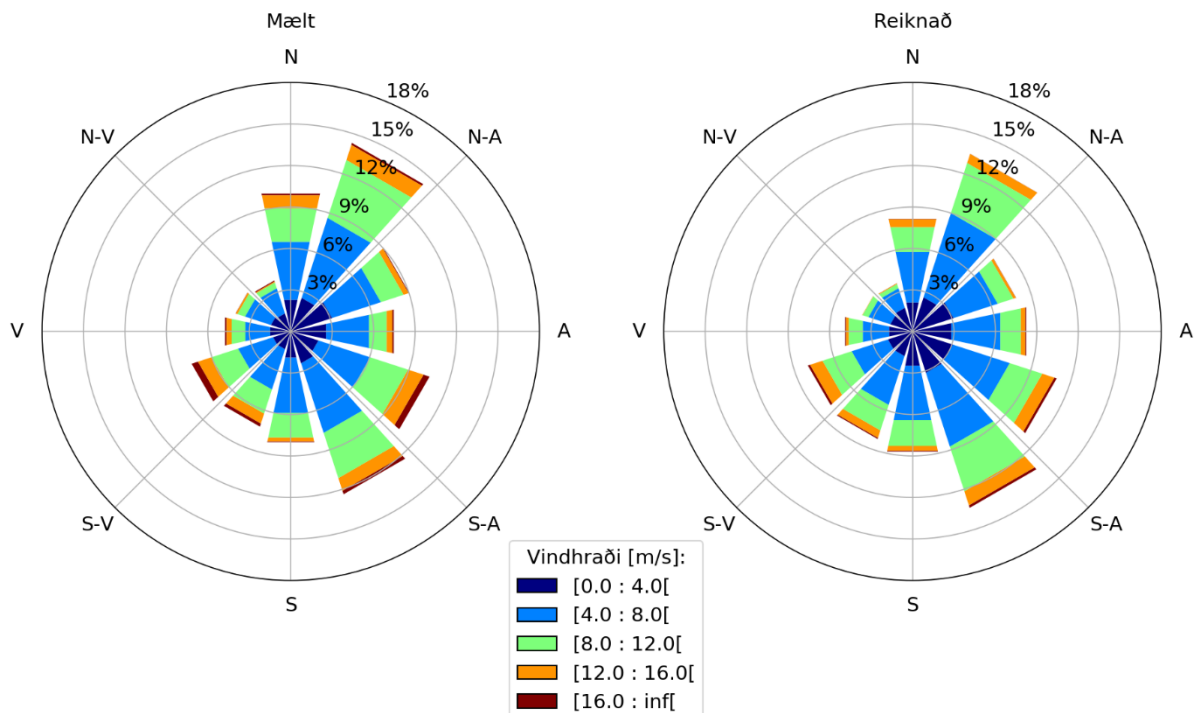 Mælt
N
18%
15%
12%
9%
6%
3%
N-V
N-A
V
A
S-V
S-A
S
Reiknað
N
18%
15%
12%
9%
6%
3%
N-V
N-A
V
A
S-V
S-A
S
Vindhraði [m/s]:
[0.0 : 4.0[
[4.0 : 8.0[
[8.0 : 12.0[
[12.0 : 16.0[
[16.0 : inf[